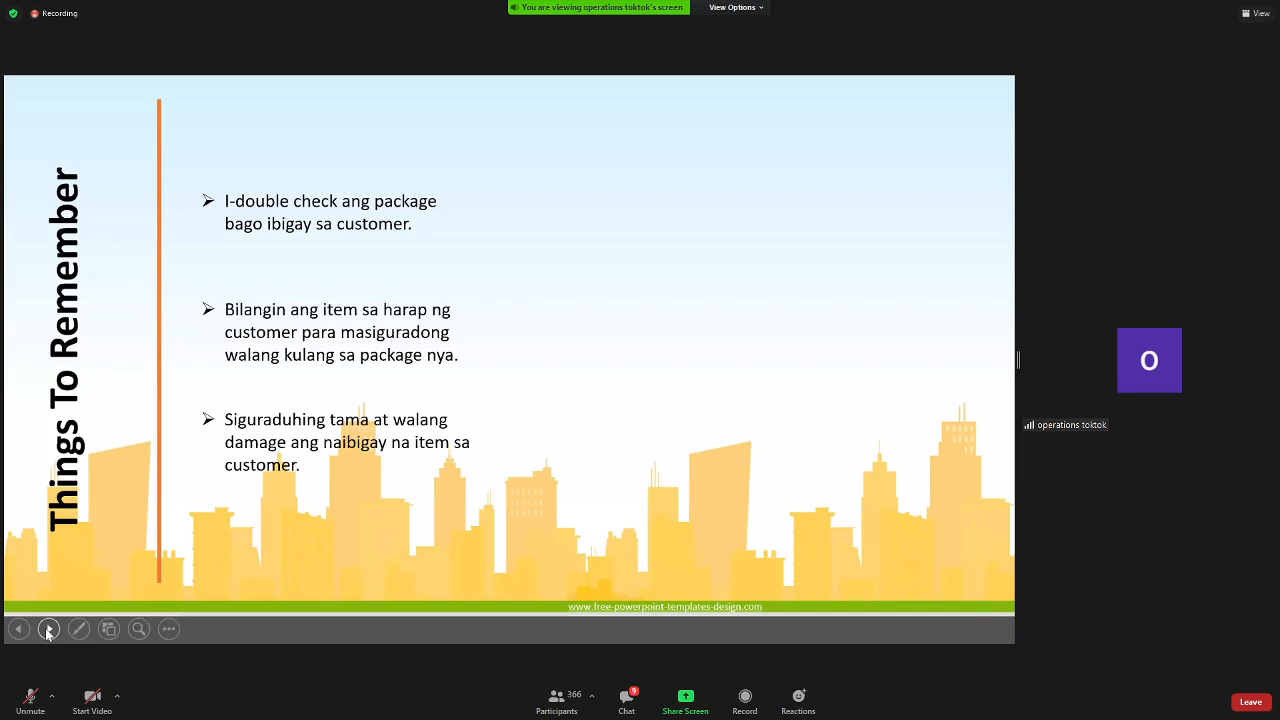 Recording
You are viewing operations toktok's screen
View Options
View
Things To Remember
I-double check ang package
bago ibigay sa customer.
Bilangin ang item sa harap ng
customer para masiguradong
walang kulang sa package nya.
Siguraduhing tama at walang
damage ang naibigay na item sa
customer.
www.free-powerpoint-templates-design.com
O
operations toktok
Unmute
Start Video
366
Participants
9
Chat
Share Screen
Record
Reactions
Leave